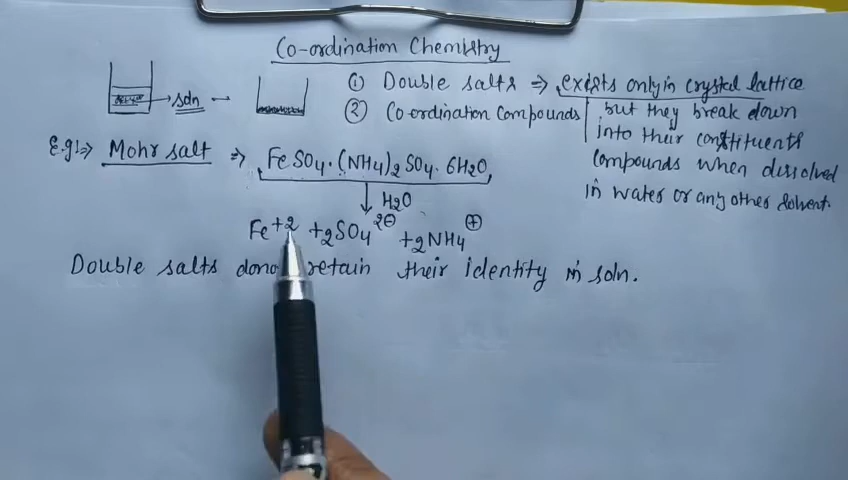 Co-ordination Chemistry
soln
① Double salts ⇒ exists only in crystal lattice
② Co-ordination Compounds
but they break down
into their constituent
compounds when dissolved
in water or any other solvent.
E.g:⇒ Mohr salt ⇒ FeSO4·(NH4)2SO4·6H2O
H2O
Fe+2 + 2SO4 2⊖ + 2NH4 ⊕
Double salts retain their identity in soln.